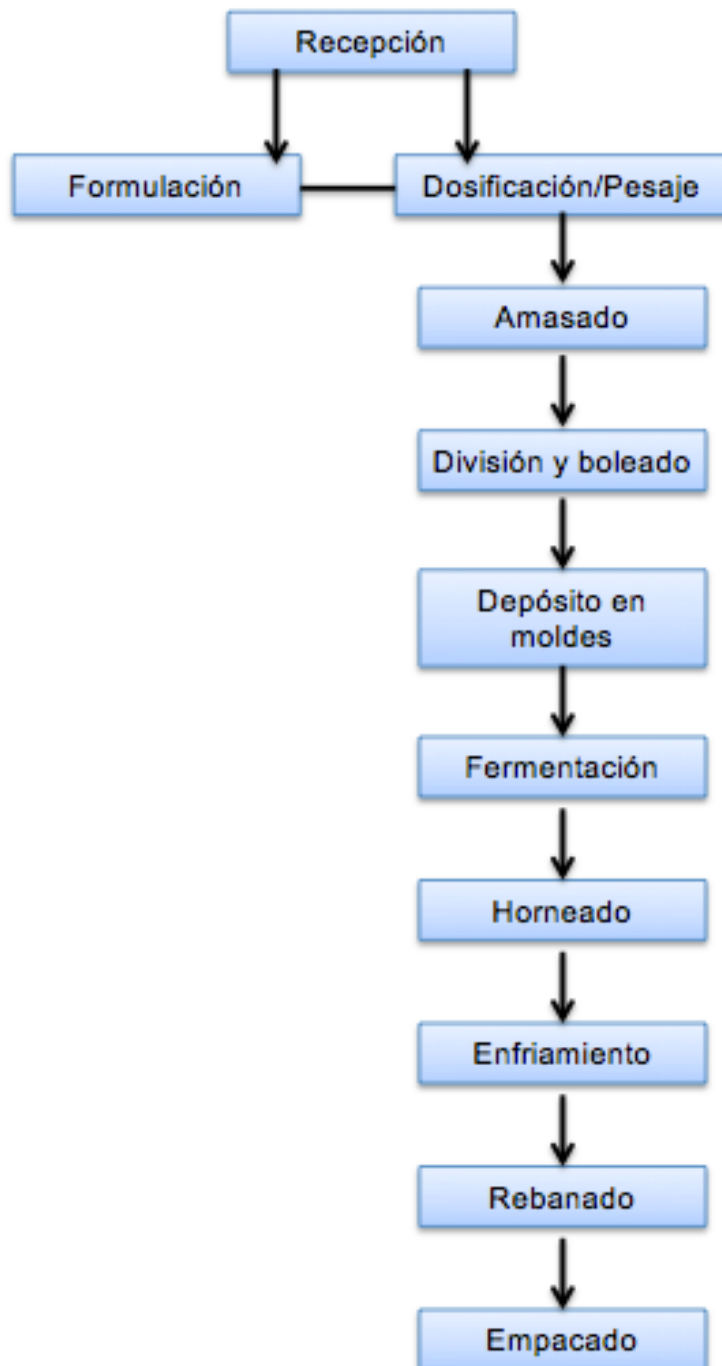 Recepción
Formulación
Dosificación/Pesaje
Amasado
División y boleado
Depósito en
moldes
Fermentación
Horneado
Enfriamiento
Rebanado
Empacado